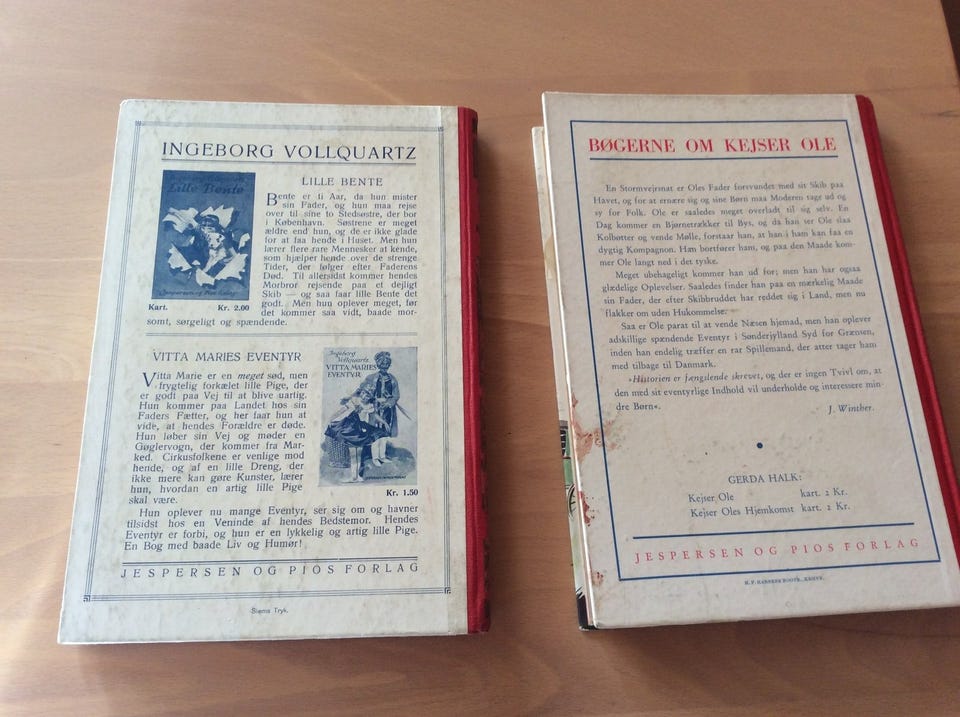 INGEBORG VOLLQUARTZ
Lille Bente
Jespersen og Pios Forlag
Kart. Kr. 2.00
LILLE BENTE
Bente er ti Aar, da hun mister
sin Fader, og hun maa rejse
over til sine to Stedsøstre, der bor
i København. Søstrene er meget
ældre end hun, og de er ikke glade
for at faa hende i Huset. Men hun
lærer flere rare Mennesker at kende,
som hjælper hende over de strenge
Tider, der følger efter Faderens
Død. Til allersidst kommer hendes
Morbror rejsende paa et dejligt
Skib — og saa faar lille Bente det
godt. Men hun oplever meget, før
det kommer saa vidt, baade mor-
somt, sørgeligt og spændende.
VITTA MARIES EVENTYR
Vitta Marie er en meget sød, men
frygtelig forkælet lille Pige, der
er godt paa Vej til at blive uartig.
Hun kommer paa Landet hos sin
Faders Fætter, og her faar hun at
vide, at hendes Forældre er døde.
Hun løber sin Vej og møder en
Gøglervogn, der kommer fra Mar-
ked. Cirkusfolkene er venlige mod
hende, og af en lille Dreng, der
ikke mere kan gøre Kunster, lærer
hun, hvordan en artig lille Pige
skal være.
Ingeborg
Vollquartz
VITTA MARIES
EVENTYR
Kr. 1.50
Hun oplever nu mange Eventyr, ser sig om og havner
tilsidst hos en Veninde af hendes Bedstemor. Hendes
Eventyr er forbi, og hun er en lykkelig og artig lille Pige.
En Bog med baade Liv og Humør!
JESPERSEN OG PIOS FORLAG
Slems Tryk.
BØGERNE OM KEJSER OLE
En Stormvejrsnat er Oles Fader forsvundet med sit Skib paa
Havet, og for at ernære sig og sine Børn maa Moderen tage ud og
sy for Folk. Ole er saaledes meget overladt til sig selv. En
Dag kommer en Bjørnetrækker til Bys, og da han ser Ole slaa
Kolbøtter og vende Mølle, forstaar han, at han i ham kan faa en
dygtig Kompagnon. Han bortfører ham, og paa den Maade kom-
mer Ole langt ned i det tyske.
Meget ubehageligt kommer han ud for; men han har ogsaa
glædelige Oplevelser. Saaledes finder han paa en mærkelig Maade
sin Fader, der efter Skibbruddet har reddet sig i Land, men nu
flakker om uden Hukommelse.
Saa er Ole parat til at vende Næsen hjemad, men han oplever
adskillige spændende Eventyr i Sønderjylland Syd for Grænsen,
inden han endelig træffer en rar Spillemand, der atter tager ham
med tilbage til Danmark.
»Historien er fængslende skrevet, og der er ingen Tvivl om, at
den med sit eventyrlige Indhold vil underholde og interessere min-
dre Børn«.
J. Winther.
GERDA HALK:
Kejser Ole kart. 2 Kr.
Kejser Oles Hjemkomst kart. 2 Kr.
JESPERSEN OG PIOS FORLAG